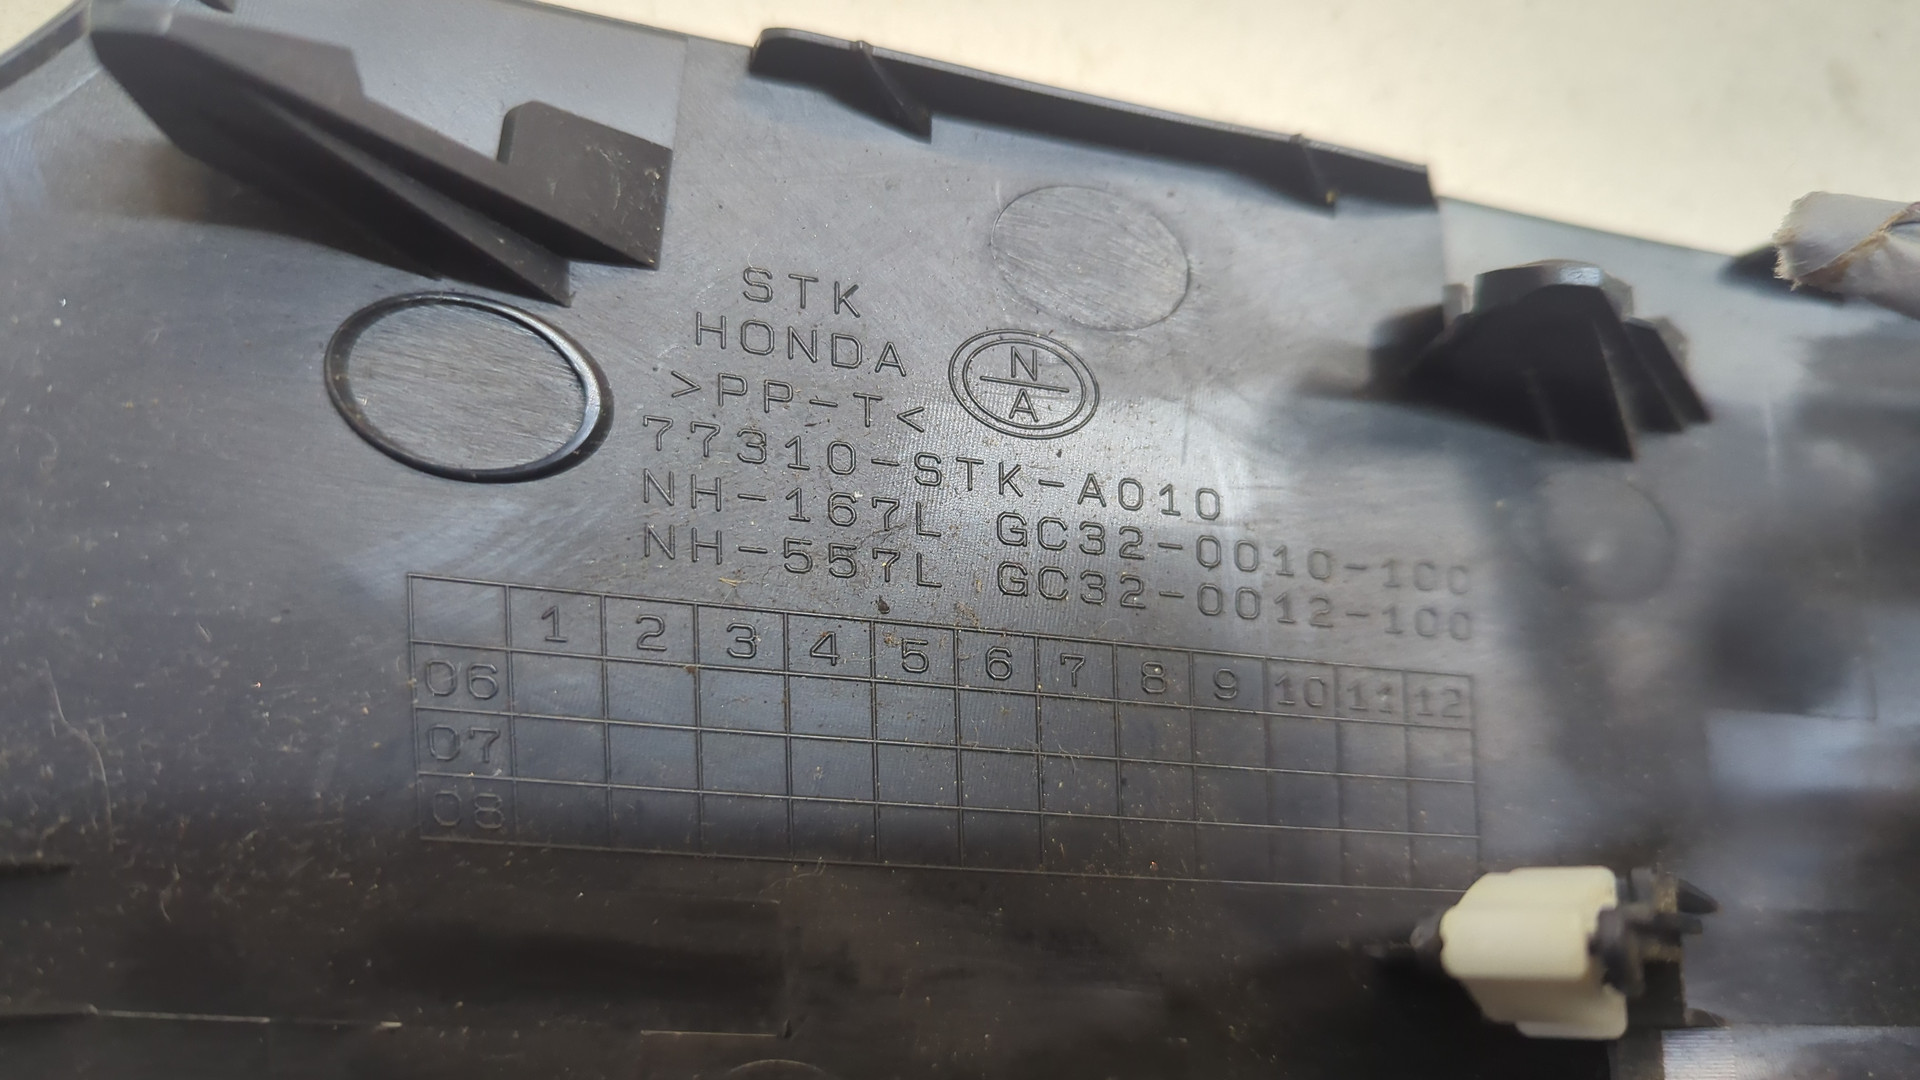 STK
HONDA
N
A
>PP-T<
77310-STK-A010
NH-167L GC32-0010-100
NH-557L GC32-0012-100
1 2 3 4 5 6 7 8 9 10 11 12
06
07
08